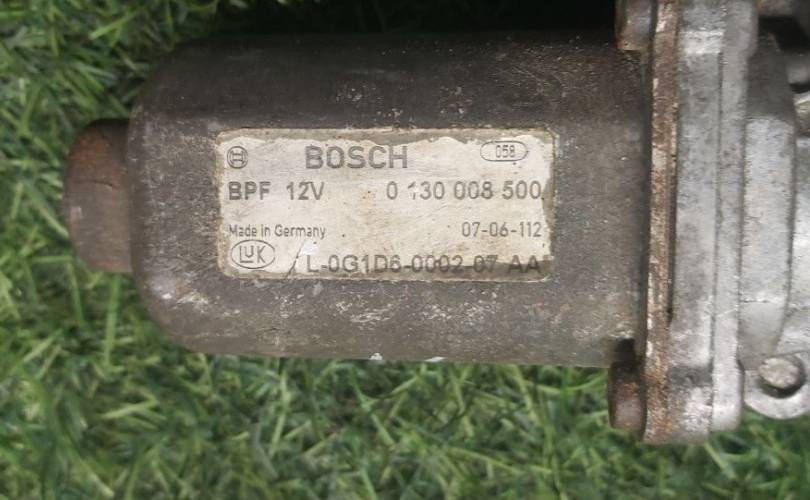 BOSCH 058
BPF 12V 0 130 008 500
Made in Germany 07-06-112
LUK L-0G1D6-0002-07 AA